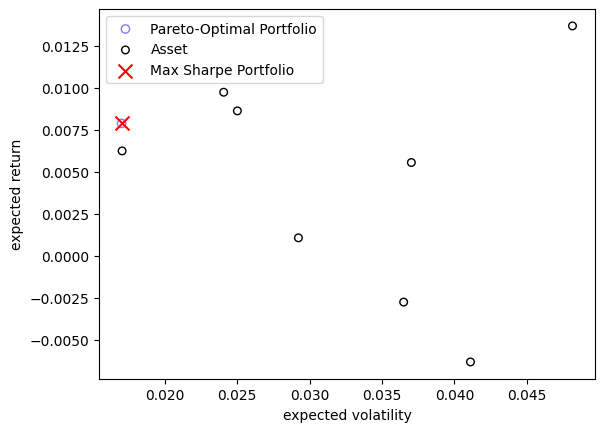 Pareto-Optimal Portfolio
Asset
Max Sharpe Portfolio
expected return
0.0125
0.0100
0.0075
0.0050
0.0025
0.0000
−0.0025
−0.0050
0.020 0.025 0.030 0.035 0.040 0.045
expected volatility